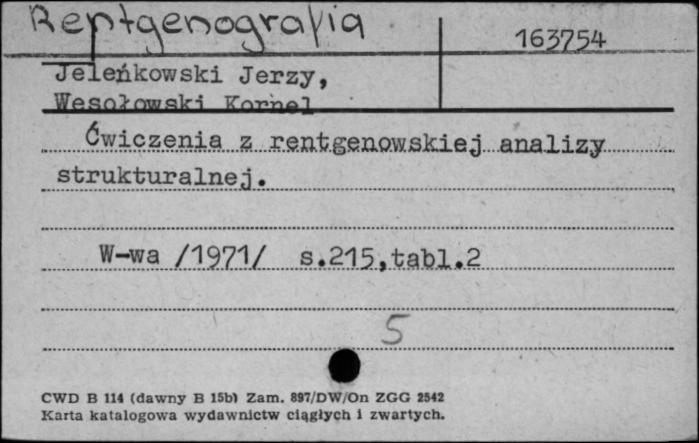 Rentgenografia
163754
Jeleńkowski Jerzy,
Wesołowski Kornel
Ćwiczenia z rentgenowskiej analizy
strukturalnej.
W-wa /1971/ s.215,tabl.2
5
CWD B 114 (dawny B 15b) Zam. 897/DW/On ZGG 2542
Karta katalogowa wydawnictw ciągłych i zwartych.